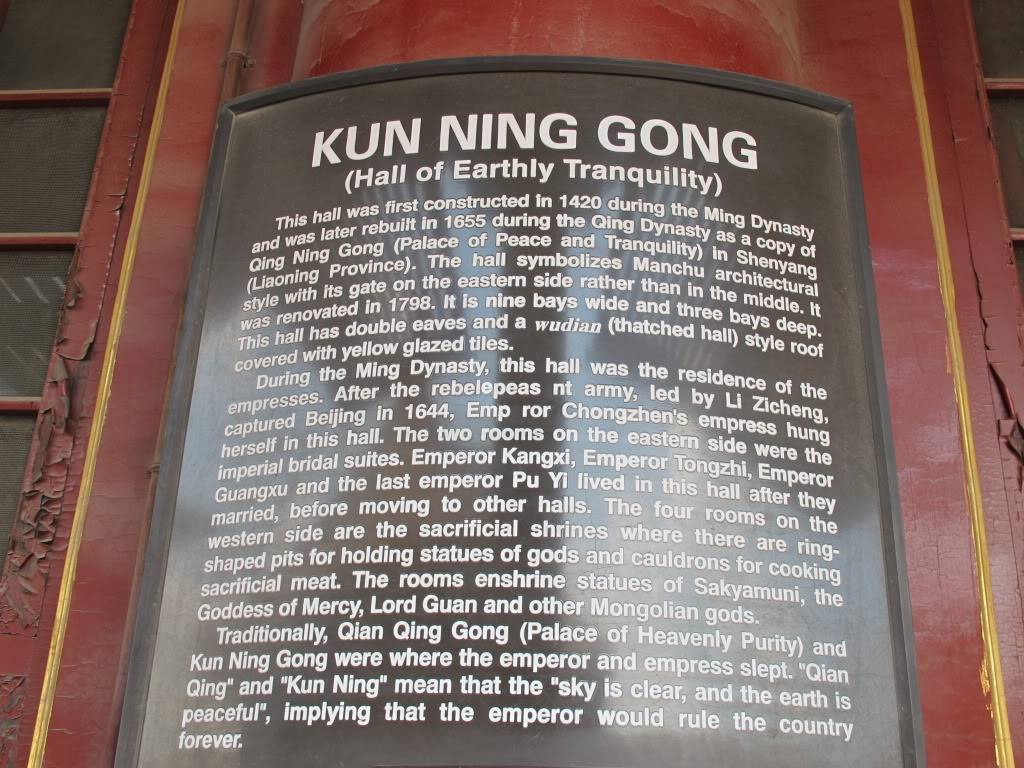 KUN NING GONG
(Hall of Earthly Tranquility)
This hall was first constructed in 1420 during the Ming Dynasty
and was later rebuilt in 1655 during the Qing Dynasty as a copy of
Qing Ning Gong (Palace of Peace and Tranquility) in Shenyang
(Liaoning Province). The hall symbolizes Manchu architectural
style with its gate on the eastern side rather than in the middle. It
was renovated in 1798. It is nine bays wide and three bays deep.
This hall has double eaves and a wudian (thatched hall) style roof
covered with yellow glazed tiles.
During the Ming Dynasty, this hall was the residence of the
empresses. After the rebelepeas nt army, led by Li Zicheng,
captured Beijing in 1644, Emp ror Chongzhen's empress hung
herself in this hall. The two rooms on the eastern side were the
imperial bridal suites. Emperor Kangxi, Emperor Tongzhi, Emperor
Guangxu and the last emperor Pu Yi lived in this hall after they
married, before moving to other halls. The four rooms on the
western side are the sacrificial shrines where there are ring-
shaped pits for holding statues of gods and cauldrons for cooking
sacrificial meat. The rooms enshrine statues of Sakyamuni, the
Goddess of Mercy, Lord Guan and other Mongolian gods.
Traditionally, Qian Qing Gong (Palace of Heavenly Purity) and
Kun Ning Gong were where the emperor and empress slept. "Qian
Qing" and "Kun Ning" mean that the "sky is clear, and the earth is
peaceful", implying that the emperor would rule the country
forever.